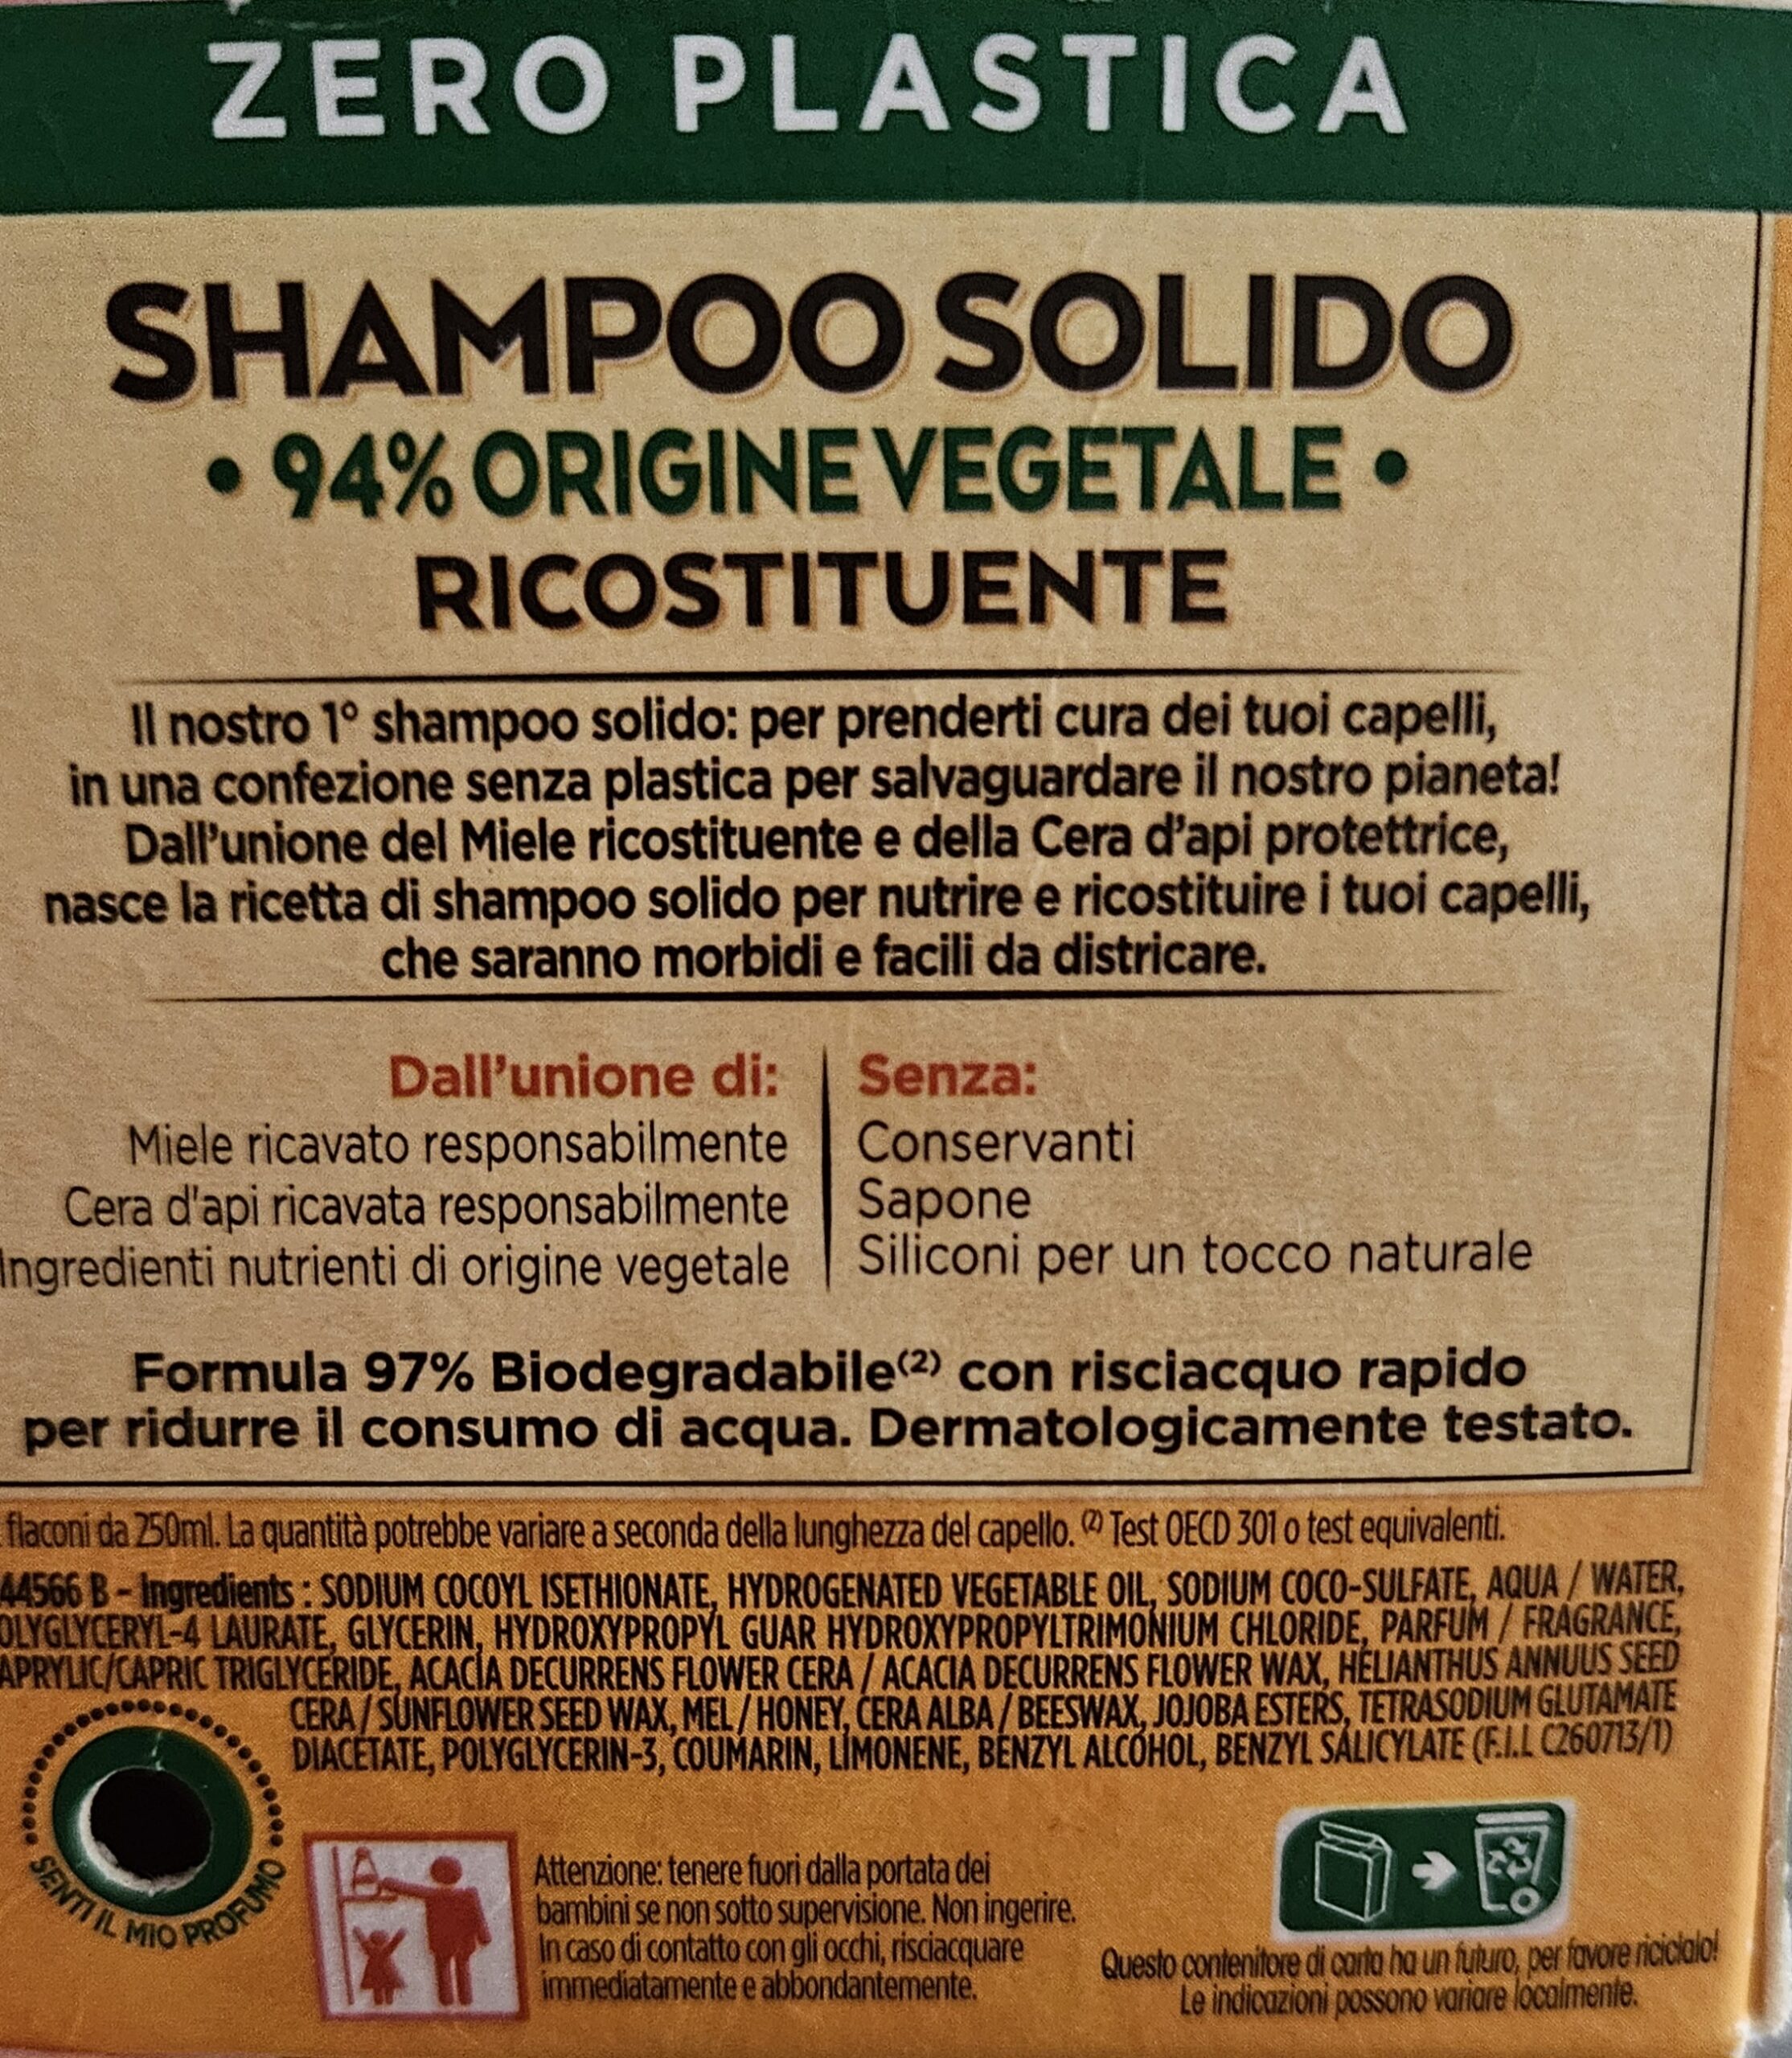 ZERO PLASTICA
SHAMPOO SOLIDO
• 94% ORIGINE VEGETALE •
RICOSTITUENTE
Il nostro 1° shampoo solido: per prenderti cura dei tuoi capelli,
in una confezione senza plastica per salvaguardare il nostro pianeta!
Dall'unione del Miele ricostituente e della Cera d'api protettrice,
nasce la ricetta di shampoo solido per nutrire e ricostituire i tuoi capelli,
che saranno morbidi e facili da districare.
Dall'unione di:
Miele ricavato responsabilmente
Cera d'api ricavata responsabilmente
Ingredienti nutrienti di origine vegetale
Senza:
Conservanti
Sapone
Siliconi per un tocco naturale
Formula 97% Biodegradabile(2) con risciacquo rapido
per ridurre il consumo di acqua. Dermatologicamente testato.
flaconi da 250ml. La quantità potrebbe variare a seconda della lunghezza del capello. (2) Test OECD 301 o test equivalenti.
44566 B - Ingredients : SODIUM COCOYL ISETHIONATE, HYDROGENATED VEGETABLE OIL, SODIUM COCO-SULFATE, AQUA / WATER,
OLYGLYCERYL-4 LAURATE, GLYCERIN, HYDROXYPROPYL GUAR HYDROXYPROPYLTRIMONIUM CHLORIDE, PARFUM / FRAGRANCE,
APRYLIC/CAPRIC TRIGLYCERIDE, ACACIA DECURRENS FLOWER CERA / ACACIA DECURRENS FLOWER WAX, HELIANTHUS ANNUUS SEED
CERA / SUNFLOWER SEED WAX, MEL / HONEY, CERA ALBA / BEESWAX, JOJOBA ESTERS, TETRASODIUM GLUTAMATE
DIACETATE, POLYGLYCERIN-3, COUMARIN, LIMONENE, BENZYL ALCOHOL, BENZYL SALICYLATE (F.I.L C260713/1)
SENTI IL MIO PROFUMO
Attenzione: tenere fuori dalla portata dei
bambini se non sotto supervisione. Non ingerire.
In caso di contatto con gli occhi, risciacquare
immediatamente e abbondantemente.
Questo contenitore di carta ha un futuro, per favore riciclalo!
Le indicazioni possono variare localmente.